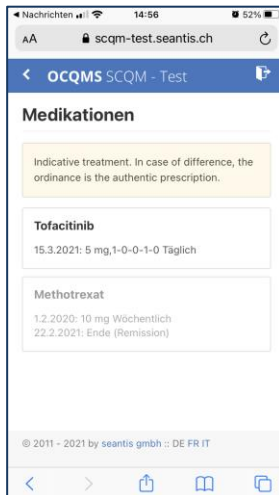 Nachrichten 14:56 52%
AA scqm-test.seantis.ch
OCQMS SCQM - Test
Medikationen
Indicative treatment. In case of difference, the
ordinance is the authentic prescription.
Tofacitinib
15.3.2021: 5 mg,1-0-0-1-0 Täglich
Methotrexat
1.2.2020: 10 mg Wöchentlich
22.2.2021: Ende (Remission)
© 2011 - 2021 by seantis gmbh :: DE FR IT